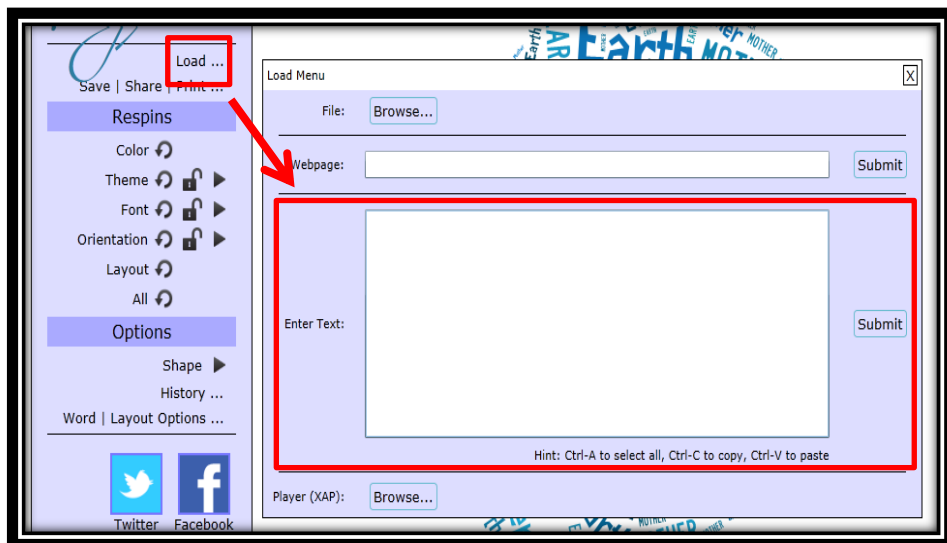 Load ...
Save | Share | Print ...
Respins
Color
Theme
Font
Orientation
Layout
All
Options
Shape
History ...
Word | Layout Options ...
Twitter Facebook
Earth Earth MOTHER
Load Menu X
File: Browse...
Webpage: Submit
Enter Text: Submit
Hint: Ctrl-A to select all, Ctrl-C to copy, Ctrl-V to paste
Player (XAP): Browse...
MOTHER